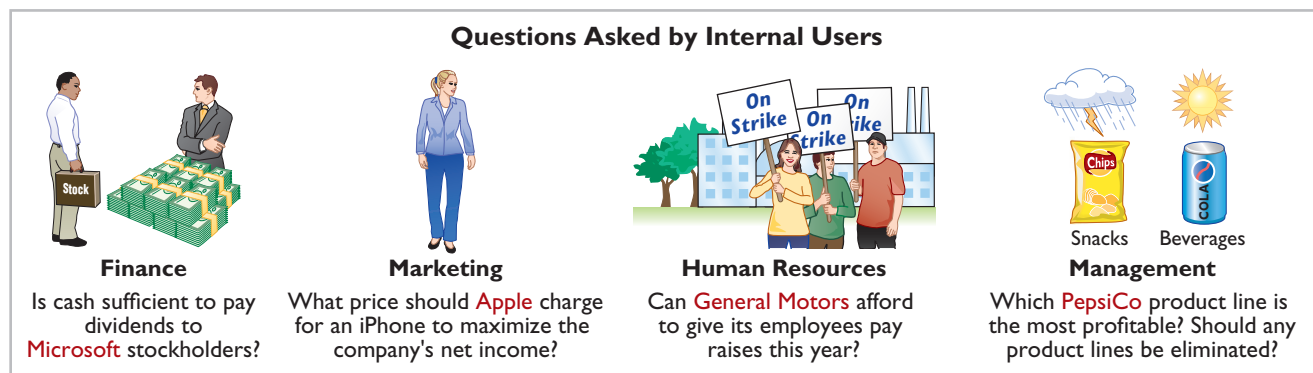 Questions Asked by Internal Users
Stock
On
Strike
On
Strike
On
Strike
Chips
COLA
Snacks
Beverages
Finance
Is cash sufficient to pay
dividends to
Microsoft stockholders?
Marketing
What price should Apple charge
for an iPhone to maximize the
company's net income?
Human Resources
Can General Motors afford
to give its employees pay
raises this year?
Management
Which PepsiCo product line is
the most profitable? Should any
product lines be eliminated?